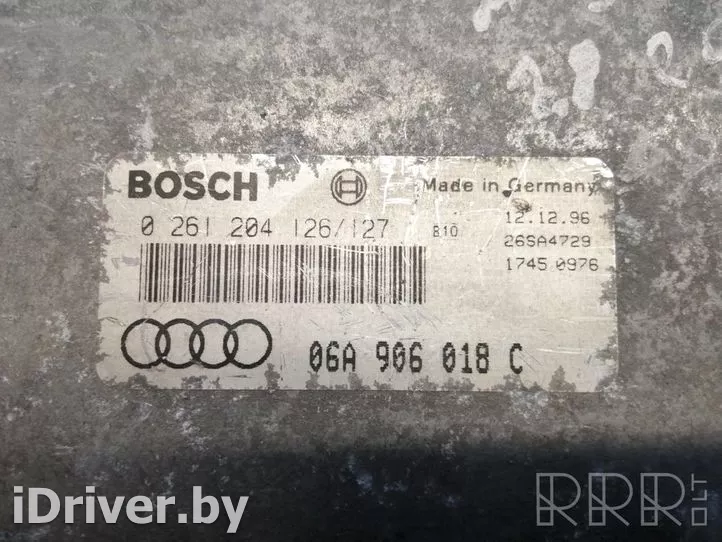 BOSCH
Made in Germany
0 261 204 126/127
B10
12.12.96
26SA4729
1745 0976
06A 906 018 C
iDriver.by
RRR.LT